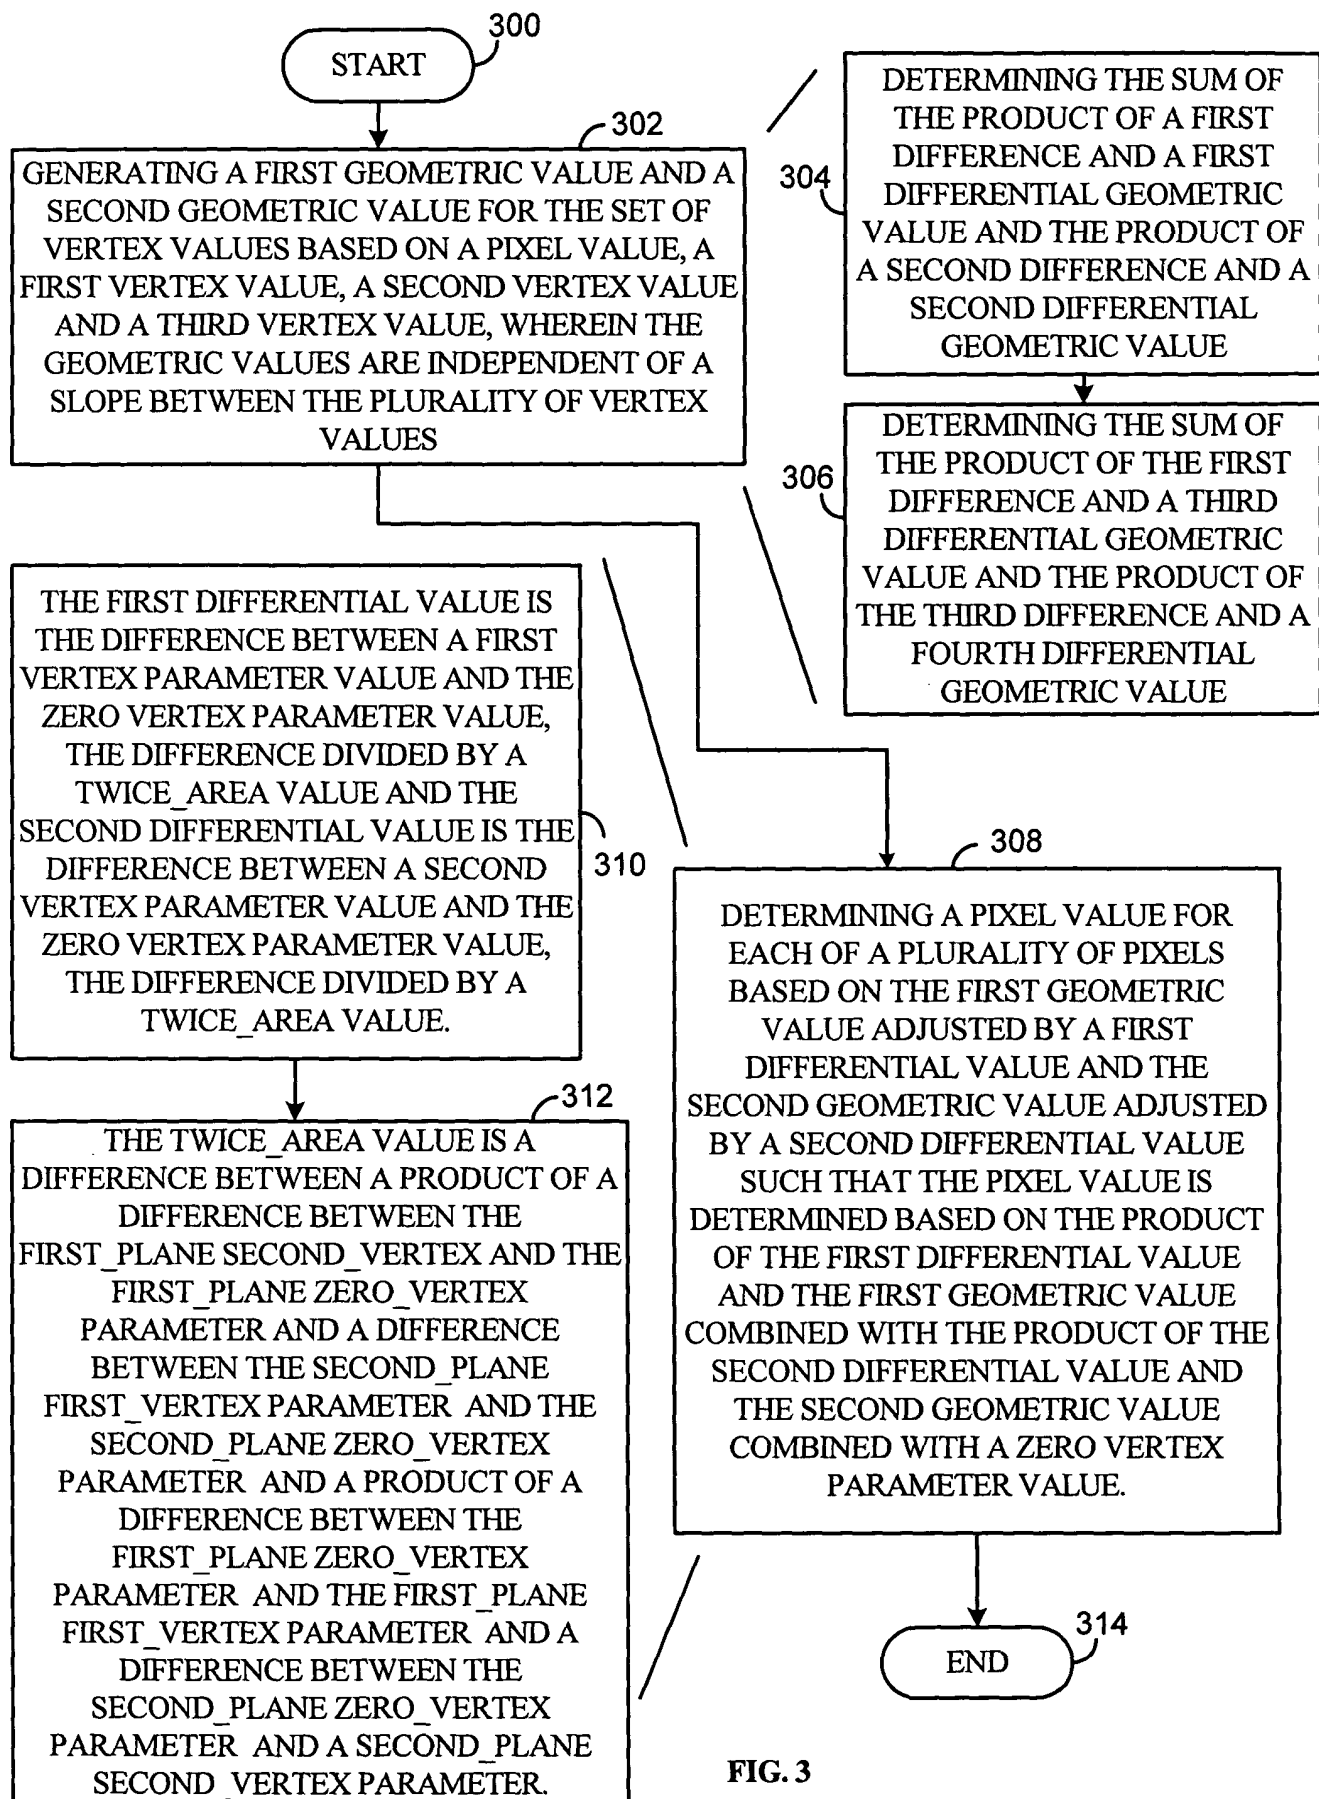 300
START
302
GENERATING A FIRST GEOMETRIC VALUE AND A
SECOND GEOMETRIC VALUE FOR THE SET OF
VERTEX VALUES BASED ON A PIXEL VALUE, A
FIRST VERTEX VALUE, A SECOND VERTEX VALUE
AND A THIRD VERTEX VALUE, WHEREIN THE
GEOMETRIC VALUES ARE INDEPENDENT OF A
SLOPE BETWEEN THE PLURALITY OF VERTEX
VALUES
304
DETERMINING THE SUM OF
THE PRODUCT OF A FIRST
DIFFERENCE AND A FIRST
DIFFERENTIAL GEOMETRIC
VALUE AND THE PRODUCT OF
A SECOND DIFFERENCE AND A
SECOND DIFFERENTIAL
GEOMETRIC VALUE
306
DETERMINING THE SUM OF
THE PRODUCT OF THE FIRST
DIFFERENCE AND A THIRD
DIFFERENTIAL GEOMETRIC
VALUE AND THE PRODUCT OF
THE THIRD DIFFERENCE AND A
FOURTH DIFFERENTIAL
GEOMETRIC VALUE
THE FIRST DIFFERENTIAL VALUE IS
THE DIFFERENCE BETWEEN A FIRST
VERTEX PARAMETER VALUE AND THE
ZERO VERTEX PARAMETER VALUE,
THE DIFFERENCE DIVIDED BY A
TWICE_AREA VALUE AND THE
SECOND DIFFERENTIAL VALUE IS THE
DIFFERENCE BETWEEN A SECOND
VERTEX PARAMETER VALUE AND THE
ZERO VERTEX PARAMETER VALUE,
THE DIFFERENCE DIVIDED BY A
TWICE_AREA VALUE.
310
308
DETERMINING A PIXEL VALUE FOR
EACH OF A PLURALITY OF PIXELS
BASED ON THE FIRST GEOMETRIC
VALUE ADJUSTED BY A FIRST
DIFFERENTIAL VALUE AND THE
SECOND GEOMETRIC VALUE ADJUSTED
BY A SECOND DIFFERENTIAL VALUE
SUCH THAT THE PIXEL VALUE IS
DETERMINED BASED ON THE PRODUCT
OF THE FIRST DIFFERENTIAL VALUE
AND THE FIRST GEOMETRIC VALUE
COMBINED WITH THE PRODUCT OF THE
SECOND DIFFERENTIAL VALUE AND
THE SECOND GEOMETRIC VALUE
COMBINED WITH A ZERO VERTEX
PARAMETER VALUE.
312
THE TWICE_AREA VALUE IS A
DIFFERENCE BETWEEN A PRODUCT OF A
DIFFERENCE BETWEEN THE
FIRST_PLANE SECOND_VERTEX AND THE
FIRST_PLANE ZERO_VERTEX
PARAMETER AND A DIFFERENCE
BETWEEN THE SECOND_PLANE
FIRST_VERTEX PARAMETER AND THE
SECOND_PLANE ZERO_VERTEX
PARAMETER AND A PRODUCT OF A
DIFFERENCE BETWEEN THE
FIRST_PLANE ZERO_VERTEX
PARAMETER AND THE FIRST_PLANE
FIRST_VERTEX PARAMETER AND A
DIFFERENCE BETWEEN THE
SECOND_PLANE ZERO_VERTEX
PARAMETER AND A SECOND_PLANE
SECOND_VERTEX PARAMETER.
314
END
FIG. 3